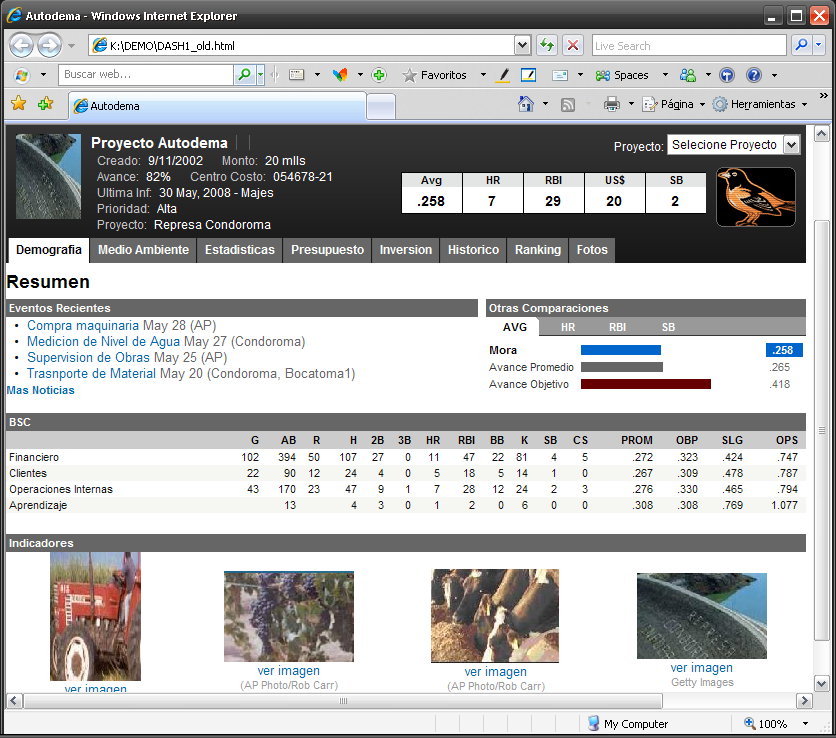 Autodema - Windows Internet Explorer
K:\DEMO\DASH1_old.html
Live Search
Buscar web...
Favoritos
Spaces
Autodema
Página
Herramientas
Proyecto Autodema
Creado: 9/11/2002 Monto: 20 mlls
Avance: 82% Centro Costo: 054678-21
Ultima Inf: 30 May, 2008 - Majes
Prioridad: Alta
Proyecto: Represa Condoroma
Proyecto: Selecione Proyecto
Avg HR RBI US$ SB
.258 7 29 20 2
Demografia Medio Ambiente Estadisticas Presupuesto Inversion Historico Ranking Fotos
Resumen
Eventos Recientes
• Compra maquinaria May 28 (AP)
• Medicion de Nivel de Agua May 27 (Condoroma)
• Supervision de Obras May 25 (AP)
• Trasnporte de Material May 20 (Condoroma, Bocatoma1)
Mas Noticias
Otras Comparaciones
AVG HR RBI SB
Mora .258
Avance Promedio .265
Avance Objetivo .418
BSC
G AB R H 2B 3B HR RBI BB K SB CS PROM OBP SLG OPS
Financiero 102 394 50 107 27 0 11 47 22 81 4 5 .272 .323 .424 .747
Clientes 22 90 12 24 4 0 5 18 5 14 1 0 .267 .309 .478 .787
Operaciones Internas 43 170 23 47 9 1 7 28 12 24 2 3 .276 .330 .465 .794
Aprendizaje 13 4 3 0 1 2 0 6 0 0 .308 .308 .769 1.077
Indicadores
ver imagen
ver imagen
(AP Photo/Rob Carr)
ver imagen
(AP Photo/Rob Carr)
REPRESA
CONDOROMA
ver imagen
Getty Images
My Computer
100%